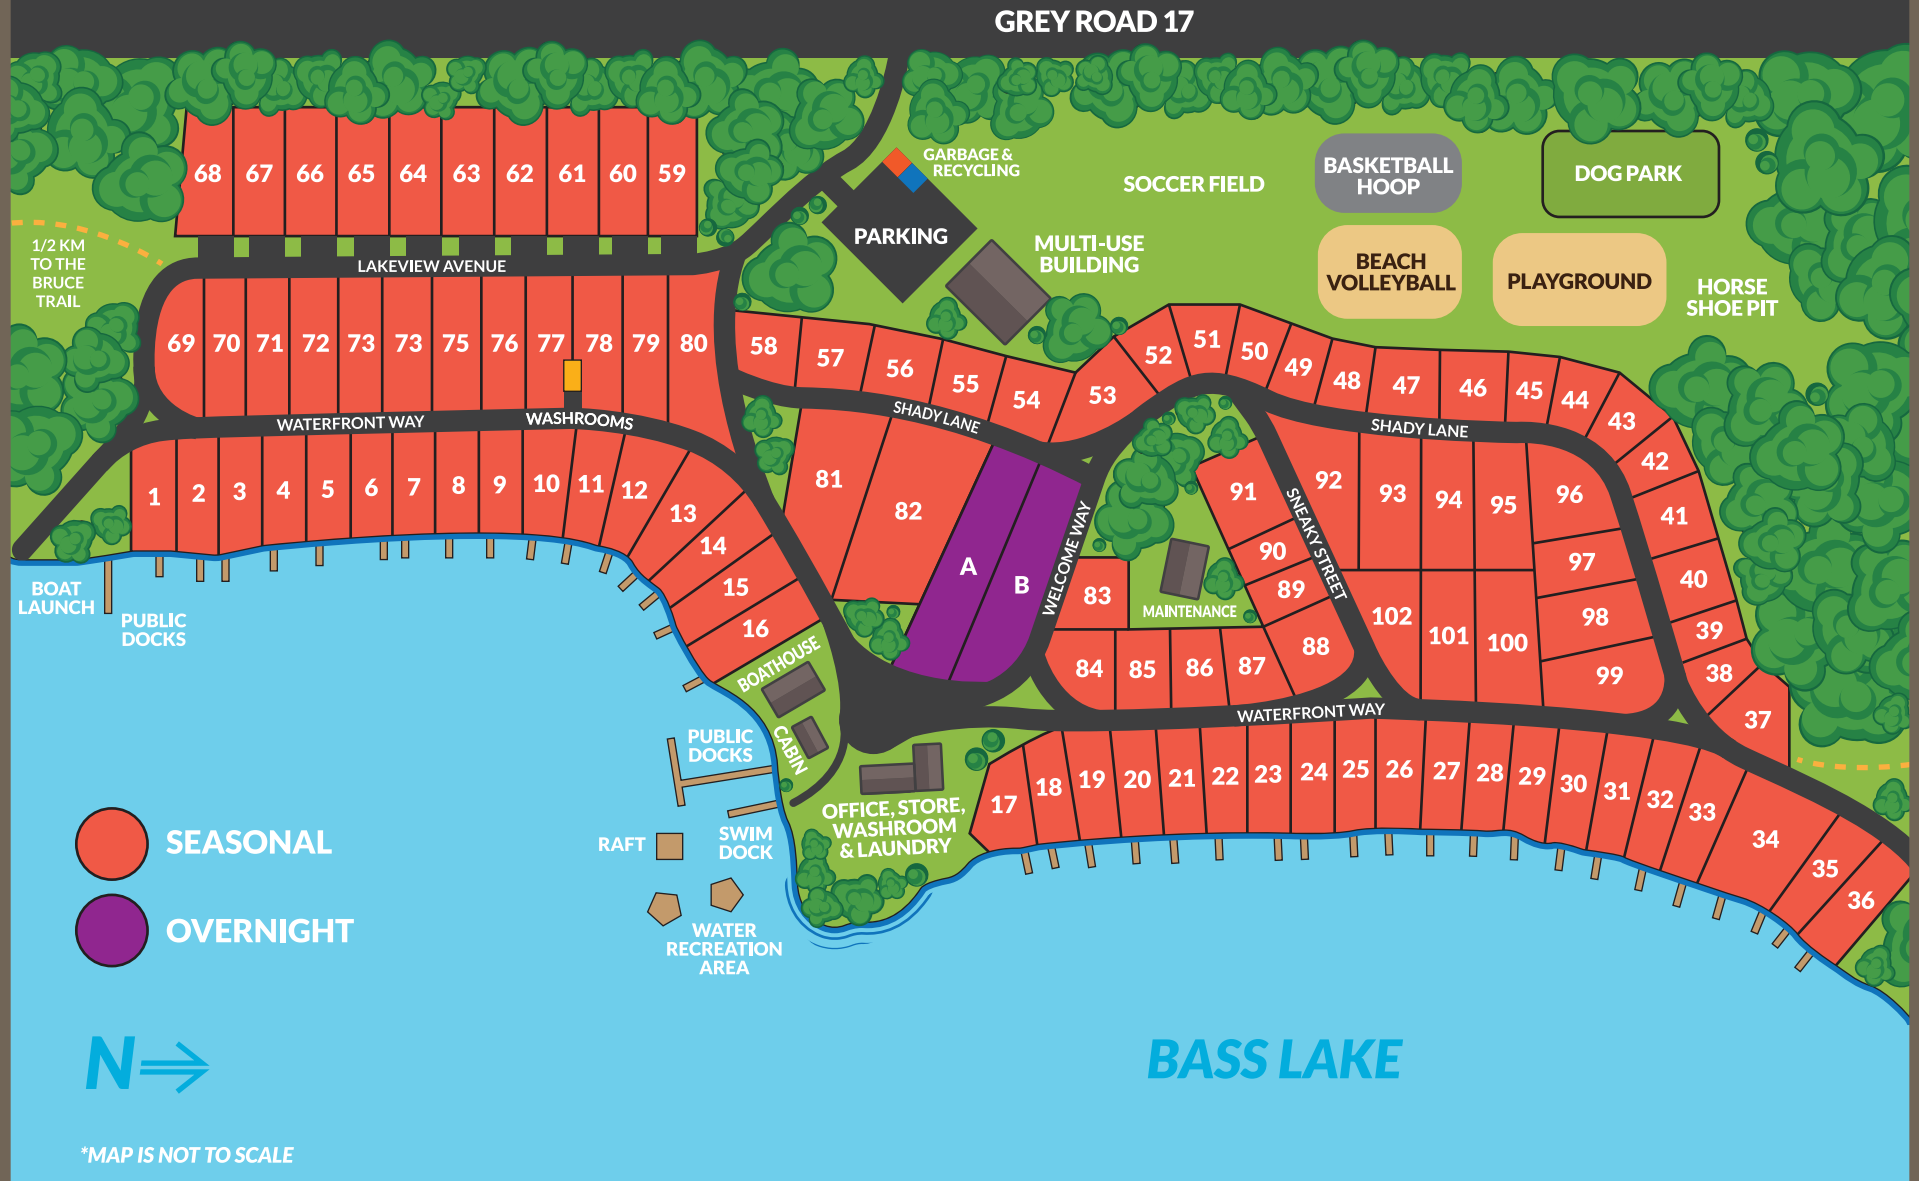 GREY ROAD 17
GARBAGE &
RECYCLING
PARKING
MULTI-USE
BUILDING
SOCCER FIELD
BASKETBALL
HOOP
DOG PARK
BEACH
VOLLEYBALL
PLAYGROUND
HORSE
SHOE PIT
1/2 KM
TO THE
BRUCE
TRAIL
68 67 66 65 64 63 62 61 60 59
LAKEVIEW AVENUE
69 70 71 72 73 73 75 76 77 78 79 80
WATERFRONT WAY
WASHROOMS
1 2 3 4 5 6 7 8 9 10 11 12 13 14 15 16
58 57 56 55 54 53 52 51 50 49 48 47 46 45 44 43 42 41 40 39 38 37
SHADY LANE
SHADY LANE
81 82 A B
WELCOME WAY
83
84 85 86 87 88 89 90 91
MAINTENANCE
SNEAKY STREET
92 93 94 95 96
97
98
99
102 101 100
WATERFRONT WAY
17 18 19 20 21 22 23 24 25 26 27 28 29 30 31 32 33 34 35 36
BOAT
LAUNCH
PUBLIC
DOCKS
BOATHOUSE
CABIN
PUBLIC
DOCKS
OFFICE, STORE,
WASHROOM
& LAUNDRY
RAFT
SWIM
DOCK
WATER
RECREATION
AREA
SEASONAL
OVERNIGHT
N
BASS LAKE
*MAP IS NOT TO SCALE